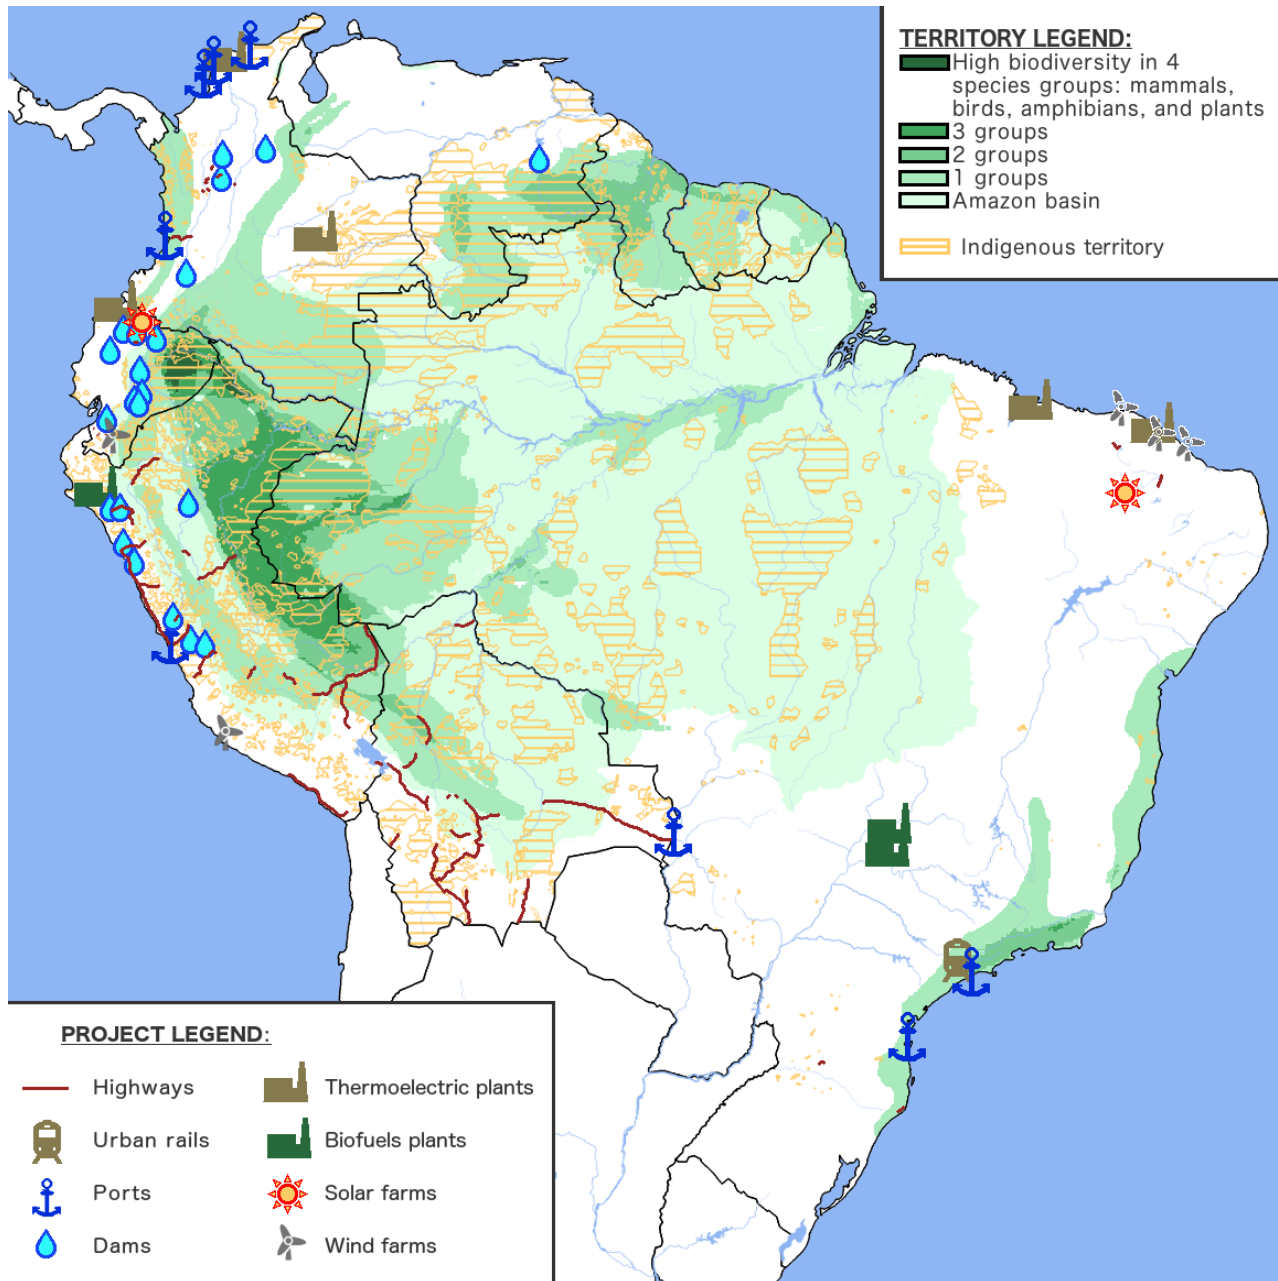 TERRITORY LEGEND:
High biodiversity in 4
species groups: mammals,
birds, amphibians, and plants
3 groups
2 groups
1 groups
Amazon basin
Indigenous territory
PROJECT LEGEND:
Highways
Thermoelectric plants
Urban rails
Biofuels plants
Ports
Solar farms
Dams
Wind farms